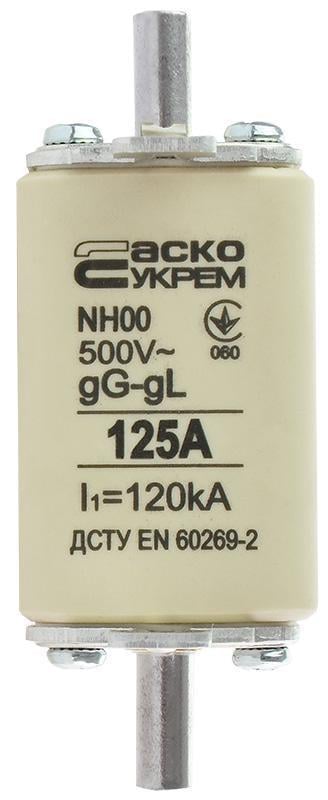 аско
УКРЕМ
NH00
500V~
060
gG-gL
125A
I₁=120kA
ДСТУ EN 60269-2